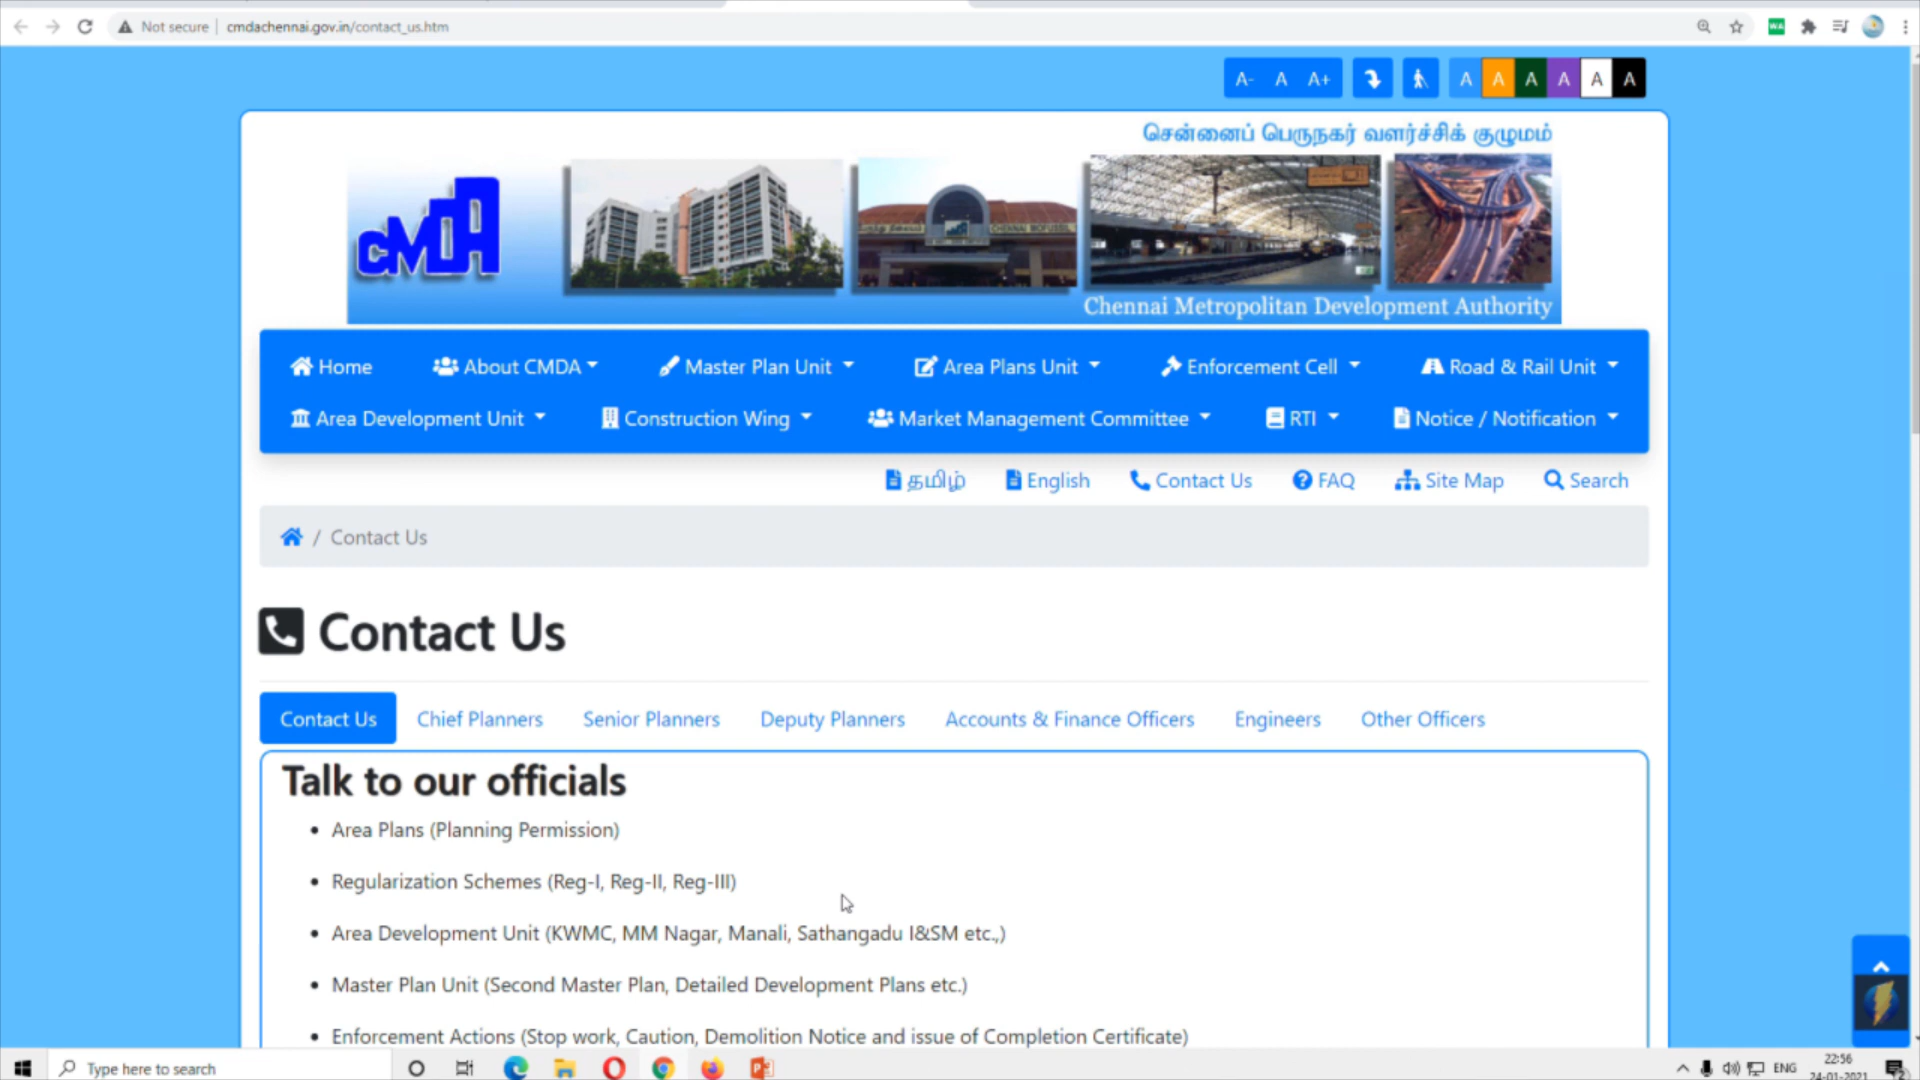 Not secure cmdachennai.gov.in/contact_us.htm
A- A A+ A A A A A A
சென்னைப் பெருநகர் வளர்ச்சிக் குழுமம்
CMDA
CHENNAI MOFUSSIL
Chennai Metropolitan Development Authority
Home About CMDA Master Plan Unit Area Plans Unit Enforcement Cell Road & Rail Unit
Area Development Unit Construction Wing Market Management Committee RTI Notice / Notification
தமிழ் English Contact Us FAQ Site Map Search
/ Contact Us
Contact Us
Contact Us Chief Planners Senior Planners Deputy Planners Accounts & Finance Officers Engineers Other Officers
Talk to our officials
• Area Plans (Planning Permission)
• Regularization Schemes (Reg-I, Reg-II, Reg-III)
• Area Development Unit (KWMC, MM Nagar, Manali, Sathangadu I&SM etc.,)
• Master Plan Unit (Second Master Plan, Detailed Development Plans etc.)
• Enforcement Actions (Stop work, Caution, Demolition Notice and issue of Completion Certificate)
Type here to search
ENG
22:56
24-01-2021